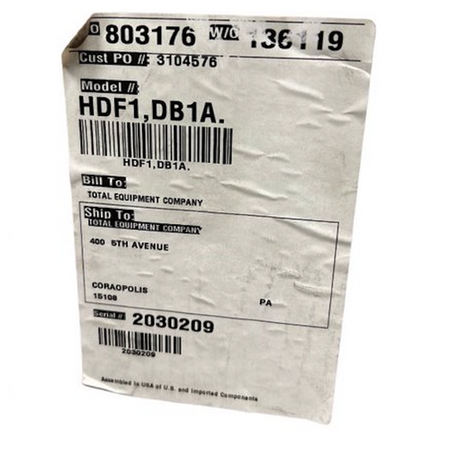 O 803176 W/O 136119
Cust PO #: 3104576
Model #:
HDF1,DB1A.
HDF1,DB1A.
Bill To:
TOTAL EQUIPMENT COMPANY
Ship To:
TOTAL EQUIPMENT COMPANY
400 5TH AVENUE
CORAOPOLIS PA
15108
Serial # 2030209
2030209
Assembled in USA of U.S. and Imported Components